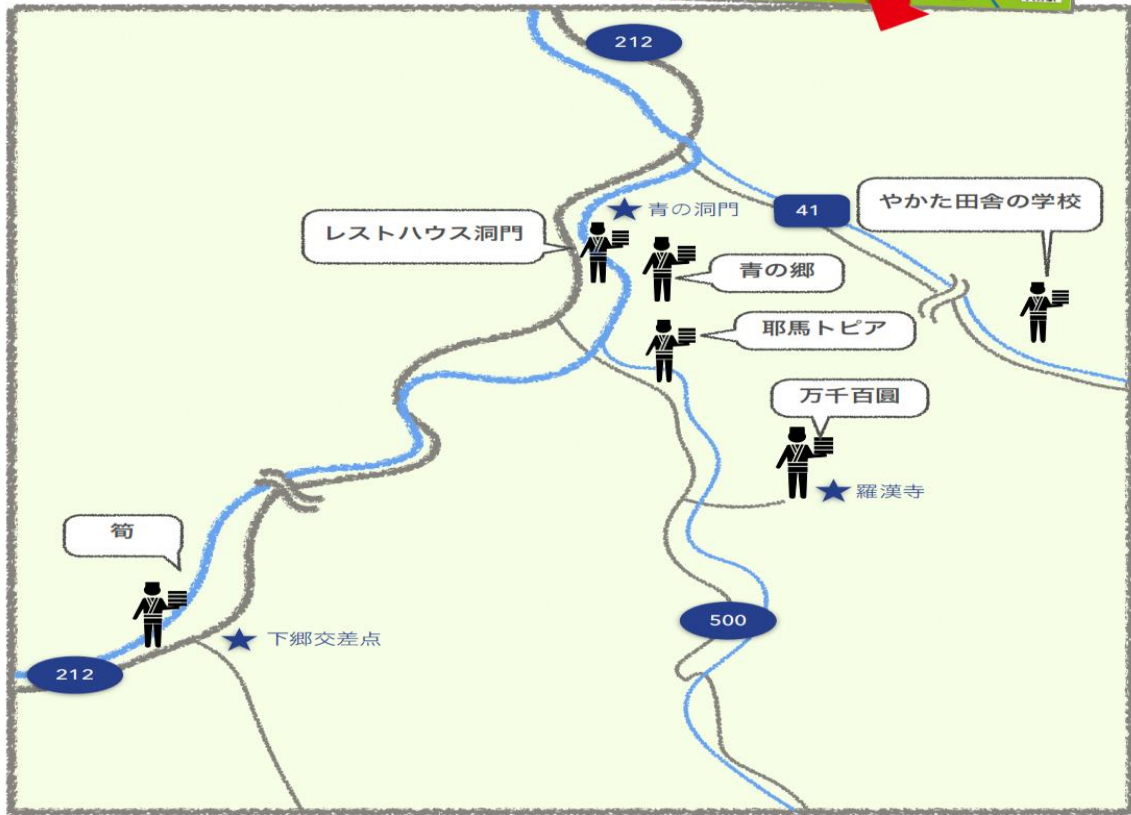 212
青の洞門
41
やかた田舎の学校
レストハウス洞門
青の郷
耶馬トピア
万千百圓
羅漢寺
筍
500
下郷交差点
212